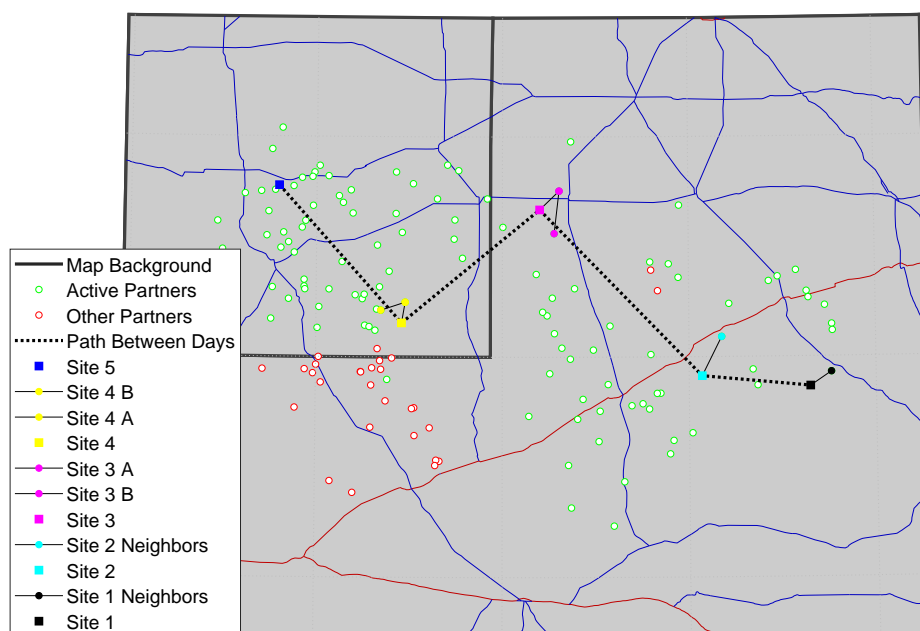 Map Background
Active Partners
Other Partners
Path Between Days
Site 5
Site 4 B
Site 4 A
Site 4
Site 3 A
Site 3 B
Site 3
Site 2 Neighbors
Site 2
Site 1 Neighbors
Site 1